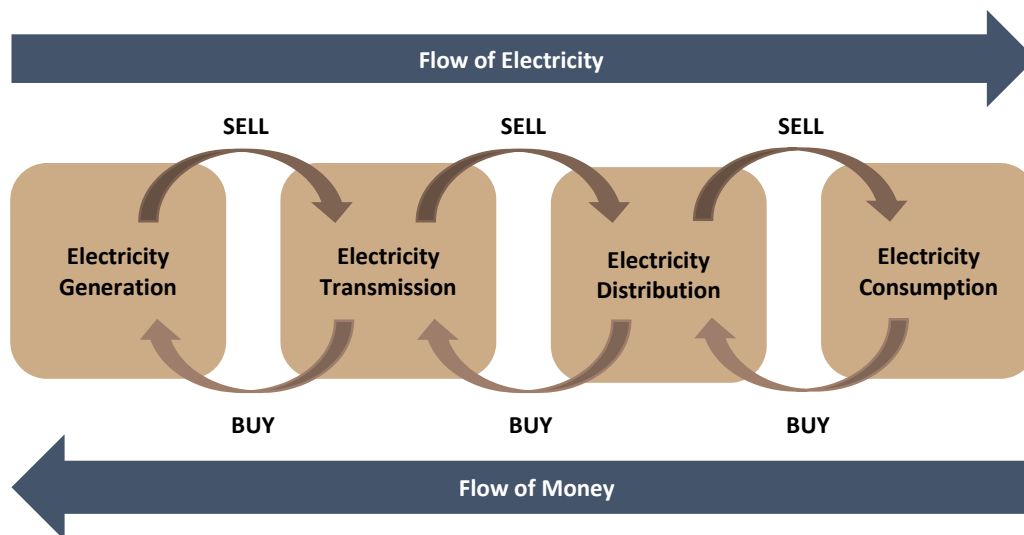 Flow of Electricity
SELL
SELL
SELL
Electricity
Generation
Electricity
Transmission
Electricity
Distribution
Electricity
Consumption
BUY
BUY
BUY
Flow of Money